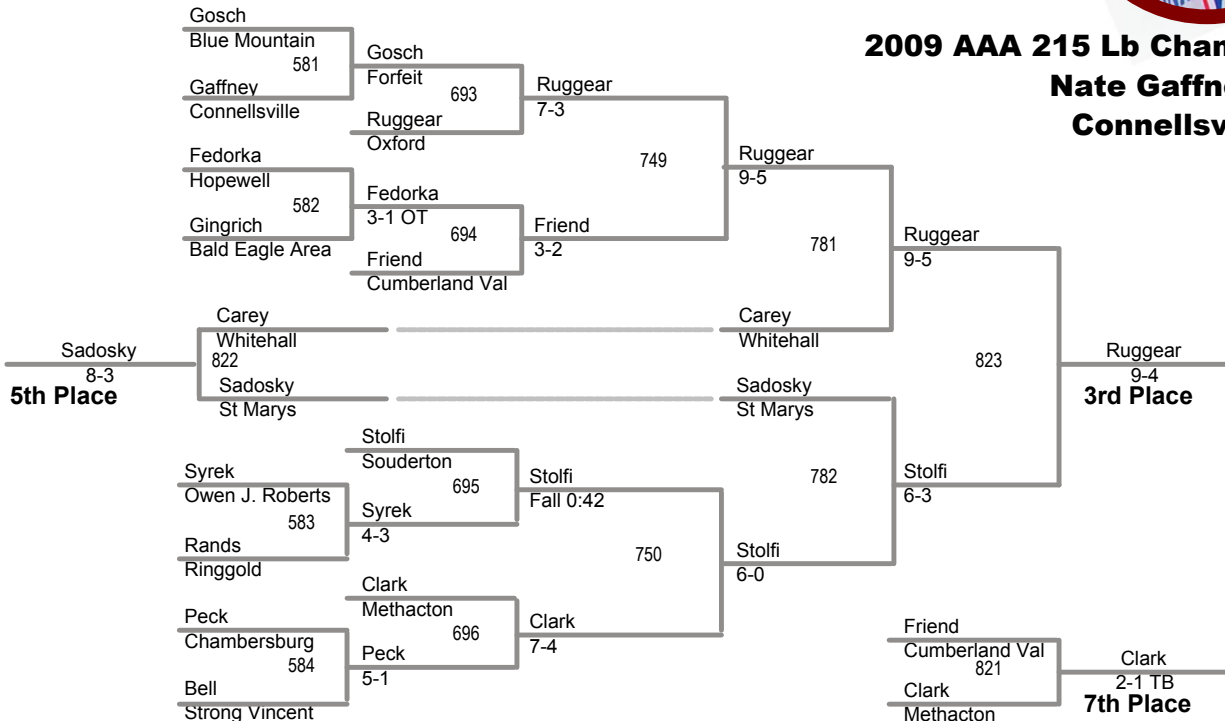 2009 AAA 215 Lb Cham
Nate Gaffne
Connellsv
Gosch
Blue Mountain
581
Gaffney
Connellsville
Gosch
Forfeit
693
Ruggear
Oxford
Ruggear
7-3
Fedorka
Hopewell
582
Gingrich
Bald Eagle Area
Fedorka
3-1 OT
694
Friend
Cumberland Val
Friend
3-2
749
Ruggear
9-5
781
Carey
Whitehall
Carey
Whitehall
Ruggear
9-5
Sadosky
8-3
5th Place
822
Sadosky
St Marys
Sadosky
St Marys
823
Ruggear
9-4
3rd Place
Stolfi
Souderton
695
Syrek
Owen J. Roberts
583
Rands
Ringgold
Syrek
4-3
Stolfi
Fall 0:42
782
Stolfi
6-3
750
Stolfi
6-0
Clark
Methacton
696
Peck
Chambersburg
584
Bell
Strong Vincent
Peck
5-1
Clark
7-4
Friend
Cumberland Val
821
Clark
Methacton
Clark
2-1 TB
7th Place